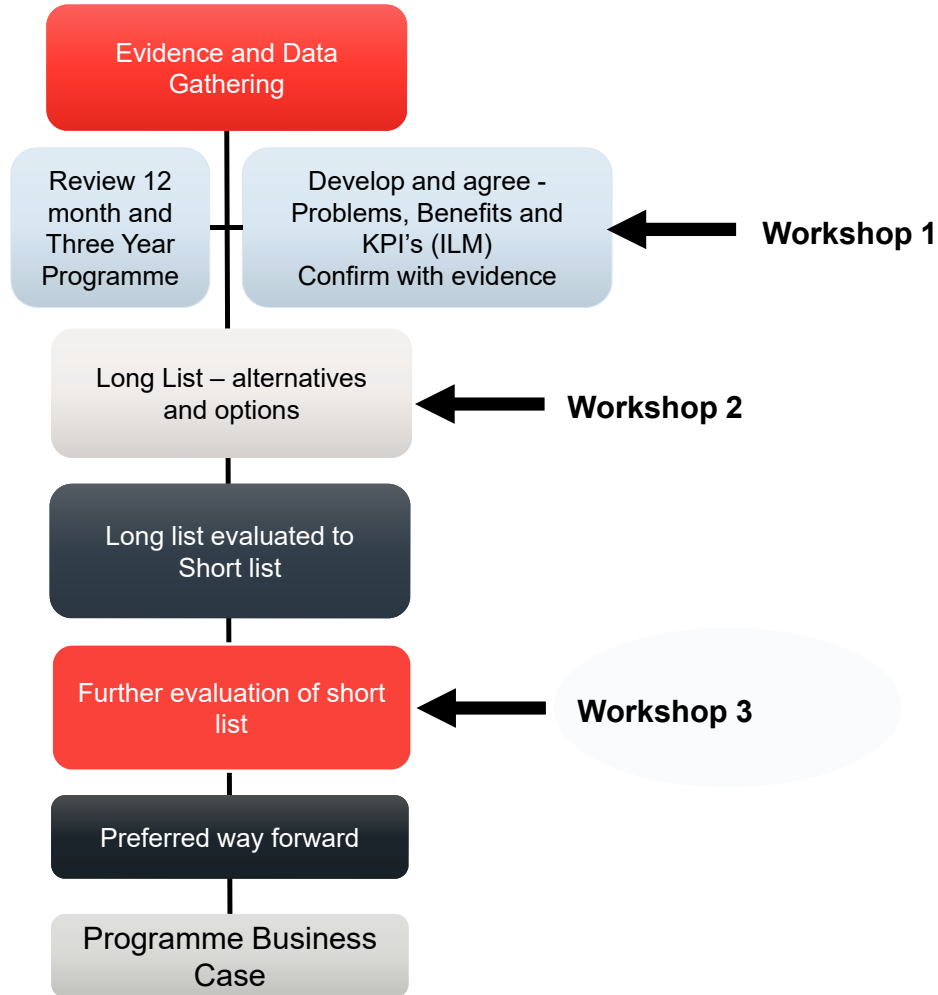 Evidence and Data
Gathering
Review 12
month and
Three Year
Programme
Develop and agree -
Problems, Benefits and
KPI's (ILM)
Confirm with evidence
Workshop 1
Long List – alternatives
and options
Workshop 2
Long list evaluated to
Short list
Further evaluation of short
list
Workshop 3
Preferred way forward
Programme Business
Case